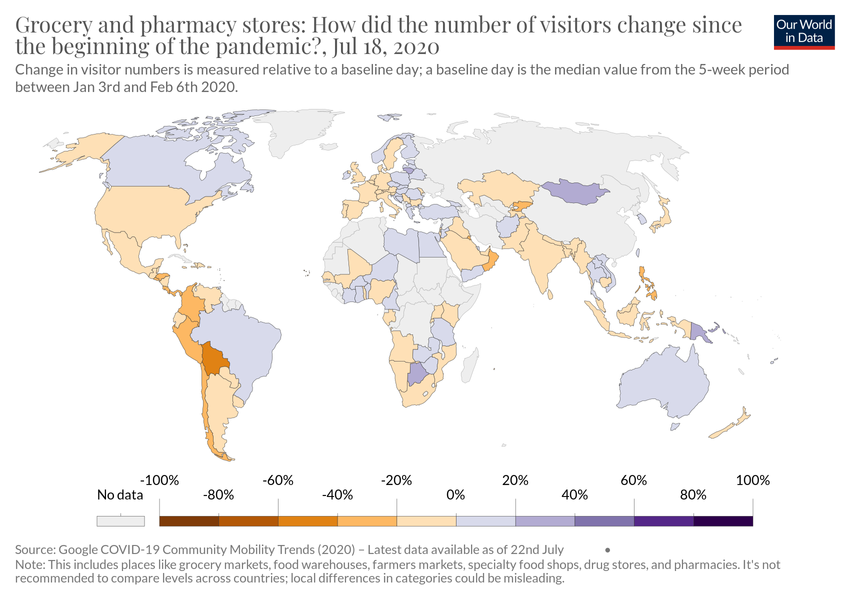 Grocery and pharmacy stores: How did the number of visitors change since
the beginning of the pandemic?, Jul 18, 2020
Our World
in Data
Change in visitor numbers is measured relative to a baseline day; a baseline day is the median value from the 5-week period
between Jan 3rd and Feb 6th 2020.
No data
-100%
-80%
-60%
-40%
-20%
0%
20%
40%
60%
80%
100%
Source: Google COVID-19 Community Mobility Trends (2020) – Latest data available as of 22nd July •
Note: This includes places like grocery markets, food warehouses, farmers markets, specialty food shops, drug stores, and pharmacies. It's not
recommended to compare levels across countries; local differences in categories could be misleading.